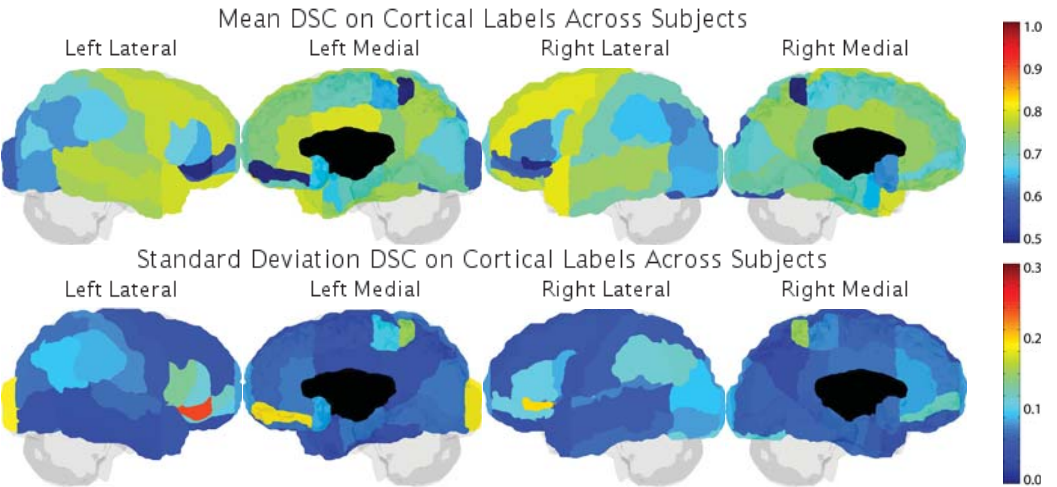 Mean DSC on Cortical Labels Across Subjects
Left Lateral
Left Medial
Right Lateral
Right Medial
1.0
0.9
0.8
0.7
0.6
0.5
Standard Deviation DSC on Cortical Labels Across Subjects
Left Lateral
Left Medial
Right Lateral
Right Medial
0.3
0.2
0.1
0.0